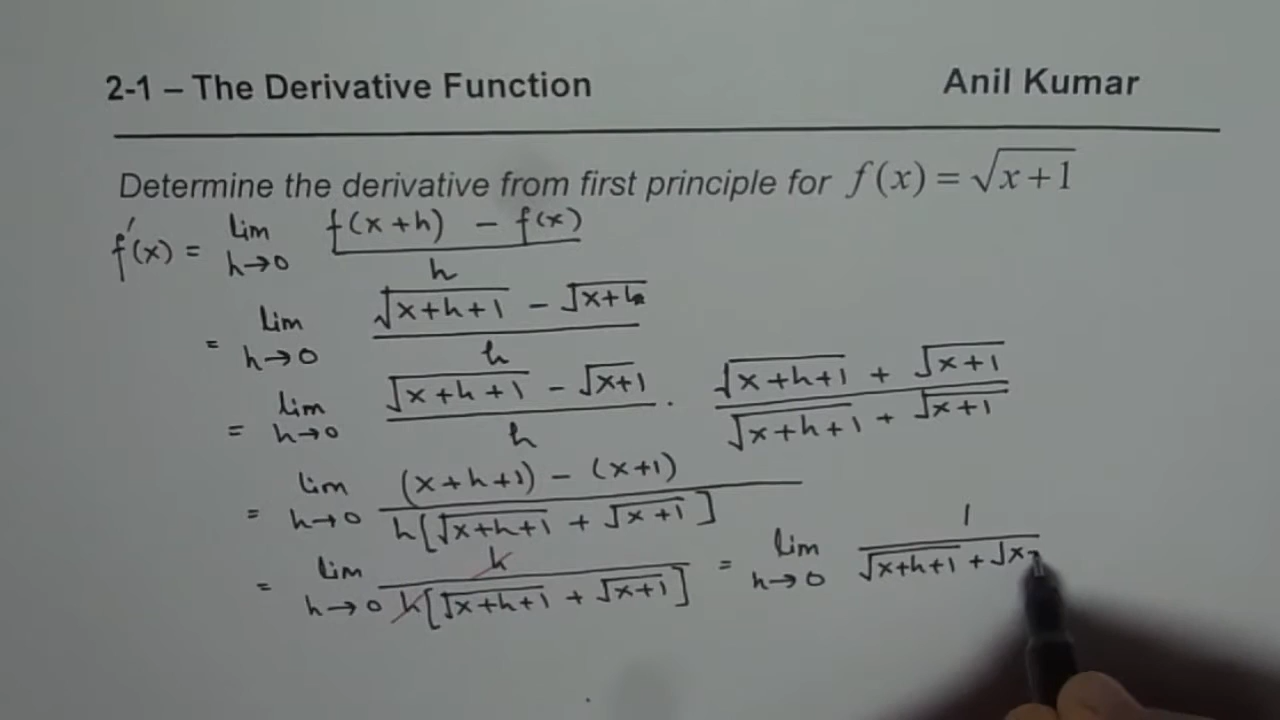 2-1 – The Derivative Function Anil Kumar
Determine the derivative from first principle for f(x) = √(x+1)
f'(x) = lim h→0 (f(x+h) - f(x)) / h
= lim h→0 (√(x+h+1) - √(x+)) / h
= lim h→0 (√(x+h+1) - √(x+1)) / h · (√(x+h+1) + √(x+1)) / (√(x+h+1) + √(x+1))
= lim h→0 ((x+h+1) - (x+1)) / (h[√(x+h+1) + √(x+1)])
= lim h→0 h / (h[√(x+h+1) + √(x+1)]) = lim h→0 1 / (√(x+h+1) + √x